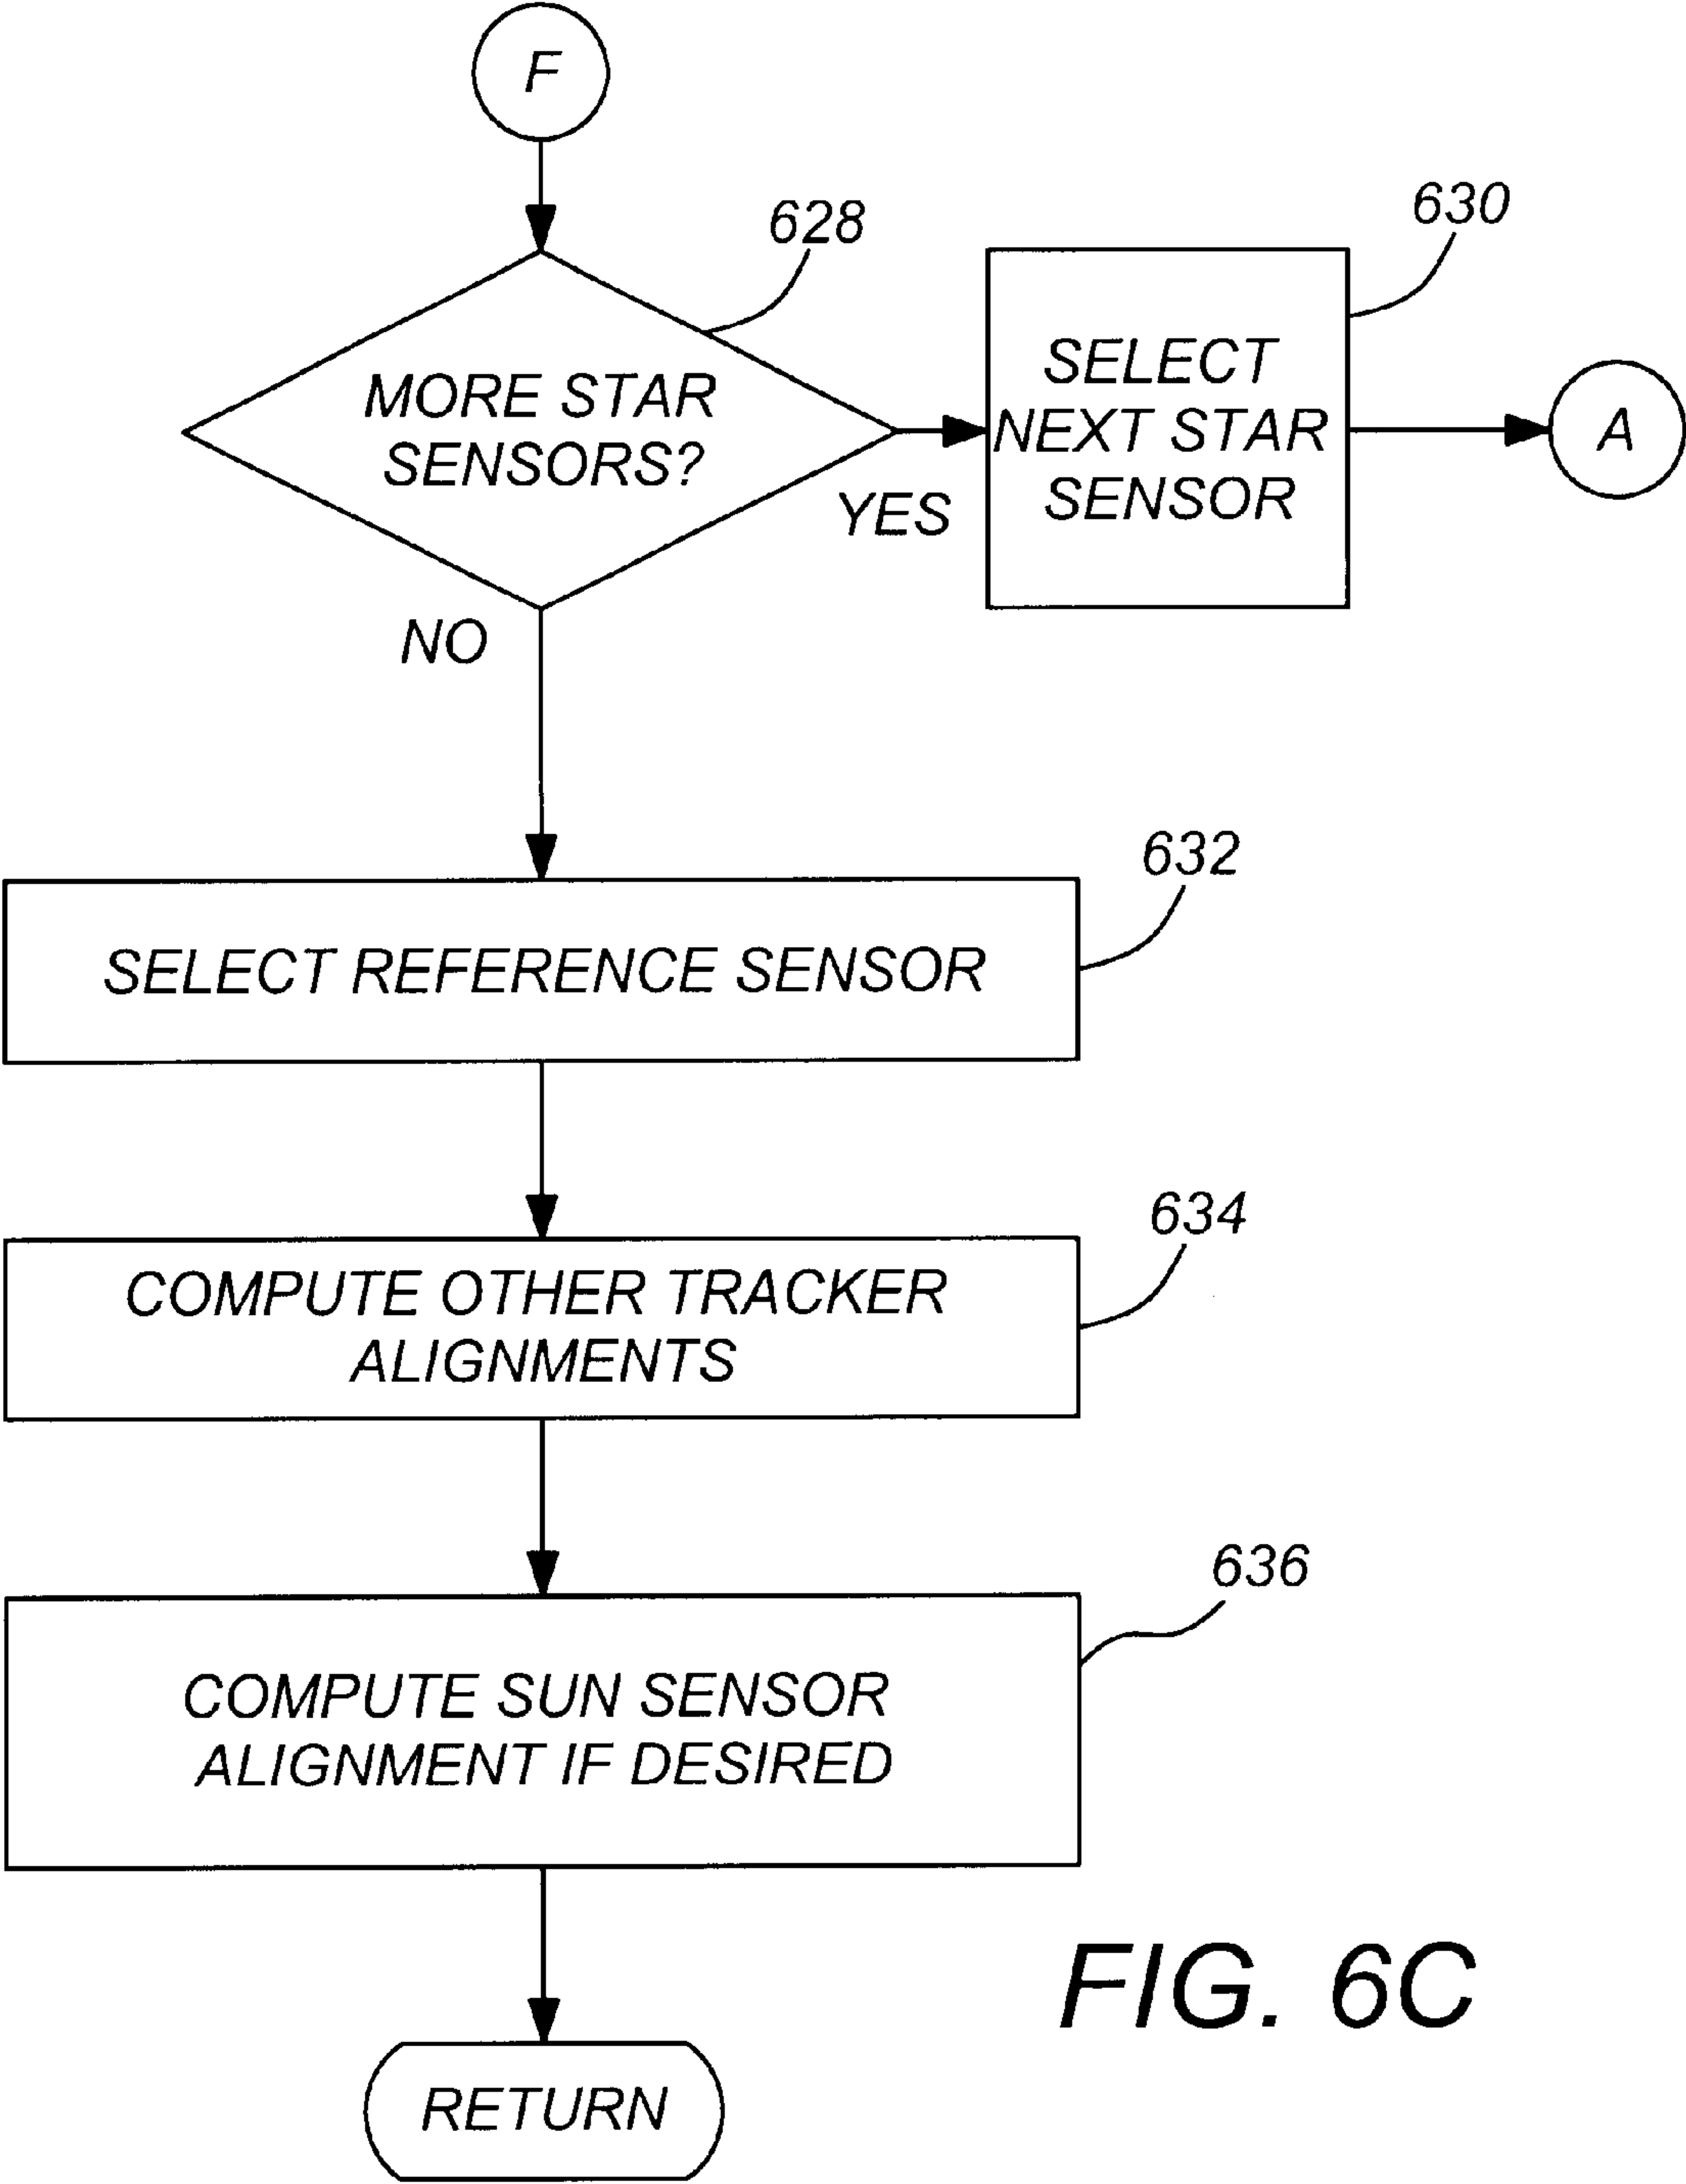 F
628
630
MORE STAR
SENSORS?
YES
SELECT
NEXT STAR
SENSOR
A
NO
632
SELECT REFERENCE SENSOR
634
COMPUTE OTHER TRACKER
ALIGNMENTS
636
COMPUTE SUN SENSOR
ALIGNMENT IF DESIRED
FIG. 6C
RETURN